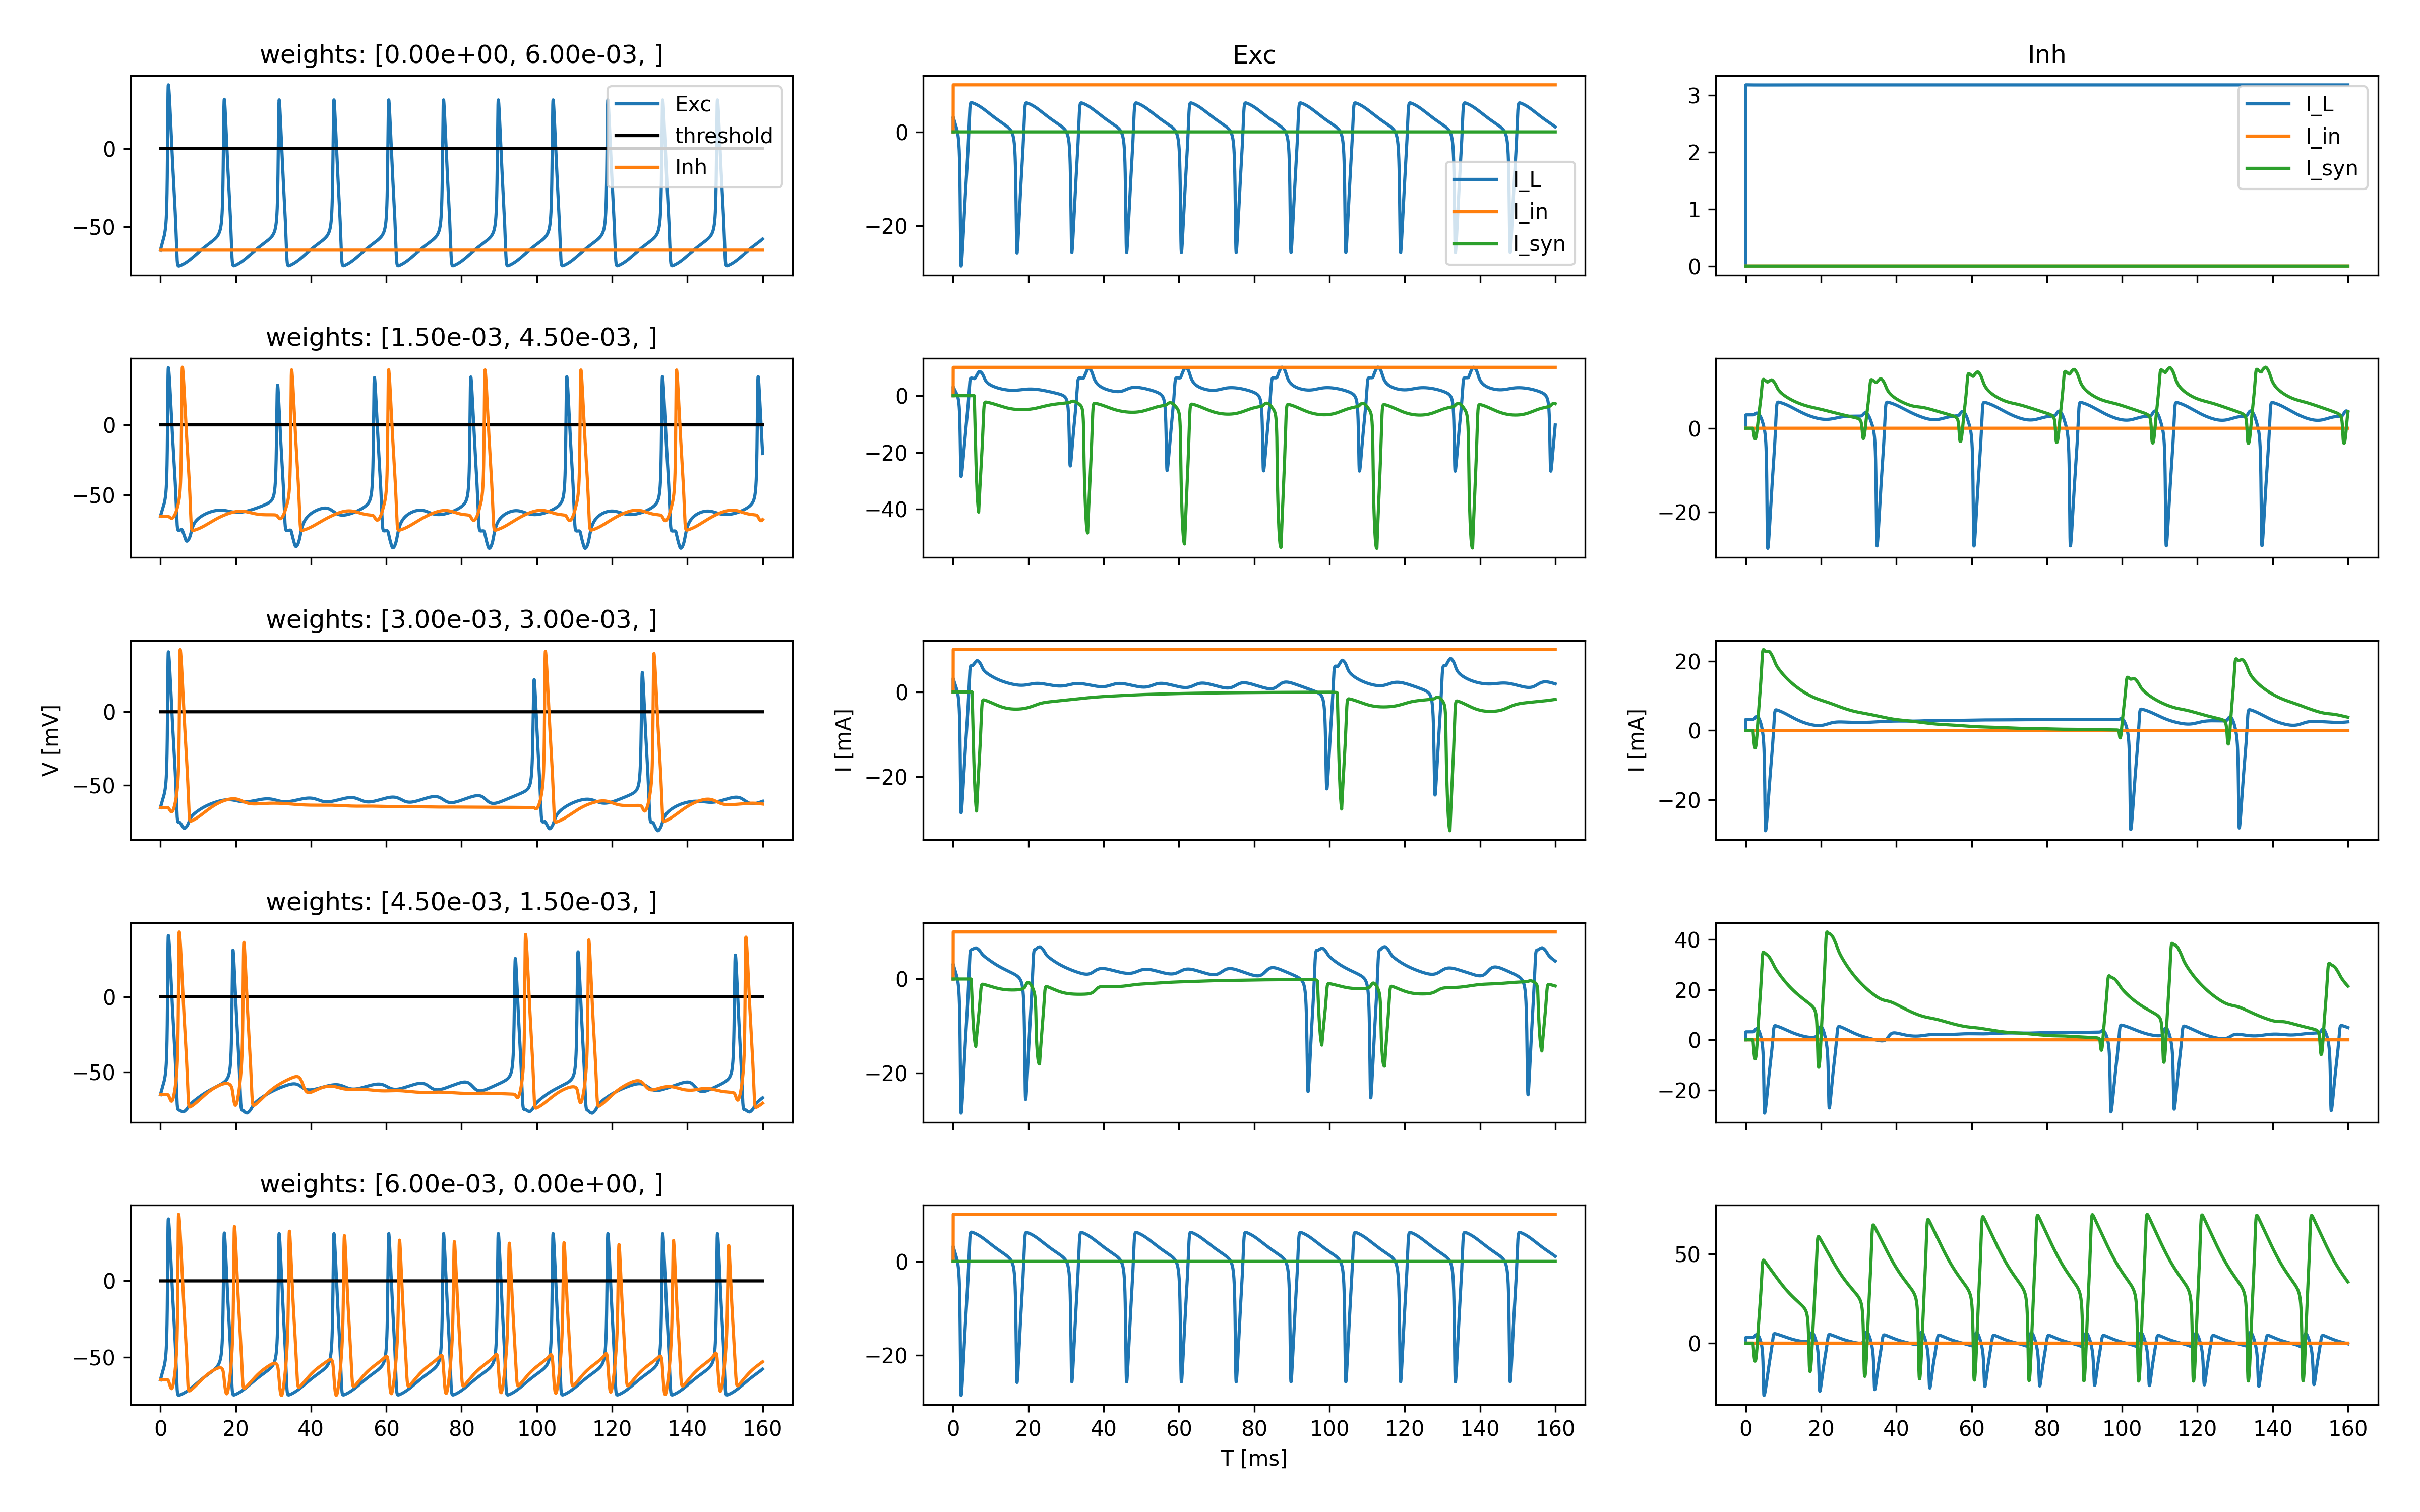 weights: [0.00e+00, 6.00e-03, ]
Exc
Inh
0
−50
Exc
threshold
Inh
0
−20
I_L
I_in
I_syn
3
2
1
0
I_L
I_in
I_syn
weights: [1.50e-03, 4.50e-03, ]
0
−50
0
−20
−40
0
−20
weights: [3.00e-03, 3.00e-03, ]
V [mV]
0
−50
I [mA]
0
−20
I [mA]
20
0
−20
weights: [4.50e-03, 1.50e-03, ]
0
−50
0
−20
40
20
0
−20
weights: [6.00e-03, 0.00e+00, ]
0
−50
0
−20
50
0
0 20 40 60 80 100 120 140 160
0 20 40 60 80 100 120 140 160
0 20 40 60 80 100 120 140 160
T [ms]